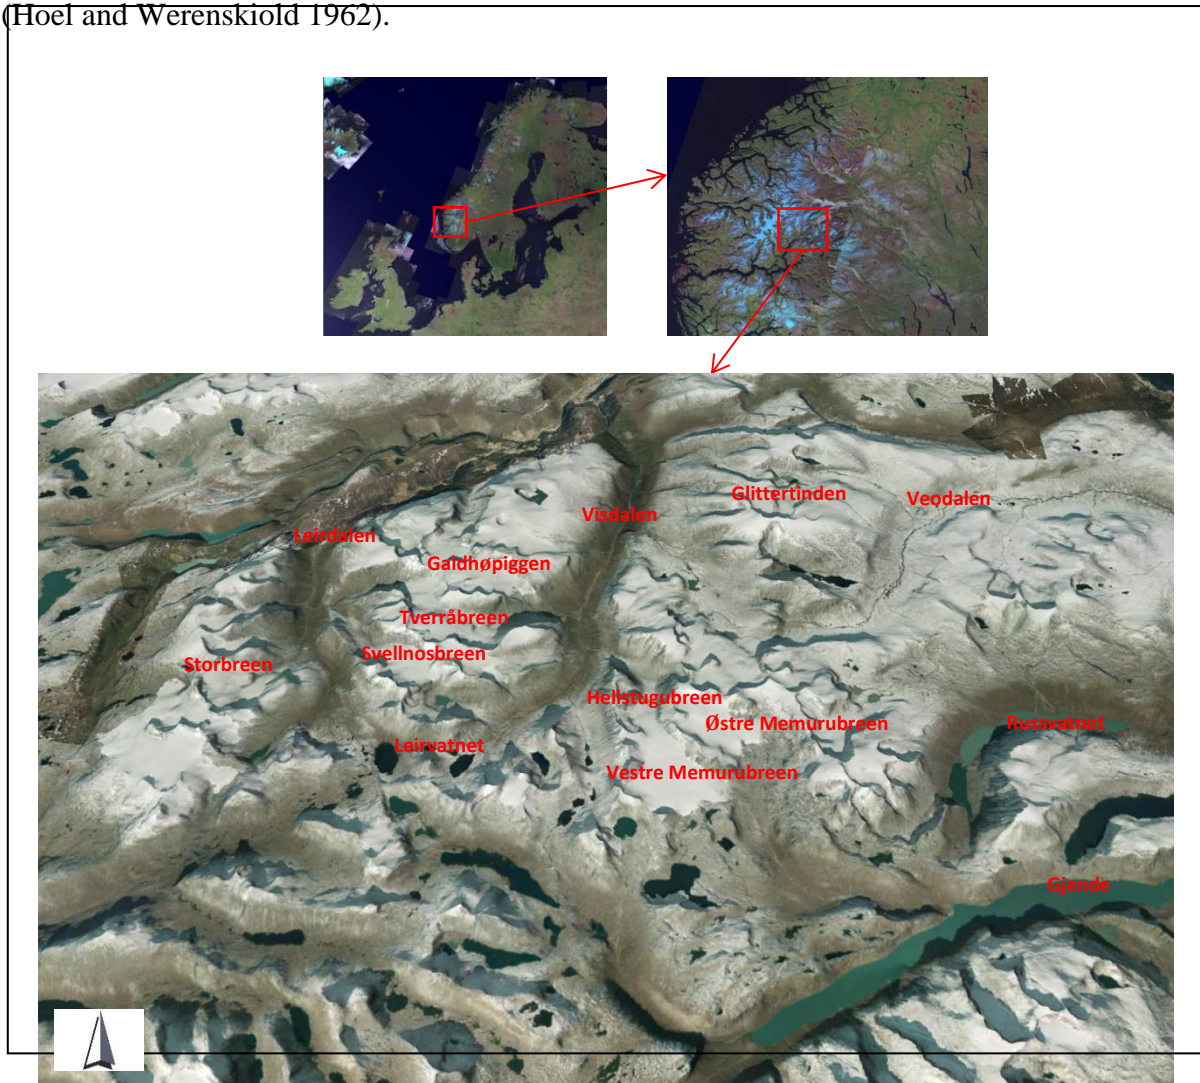 (Hoel and Werenskiold 1962).
Glittertinden
Veodalen
Visdalen
Leirdalen
Galdhøpiggen
Tverråbreen
Svellnosbreen
Storbreen
Hellstugubreen
Østre Memurubreen
Russvatnet
Leirvatnet
Vestre Memurubreen
Gjende